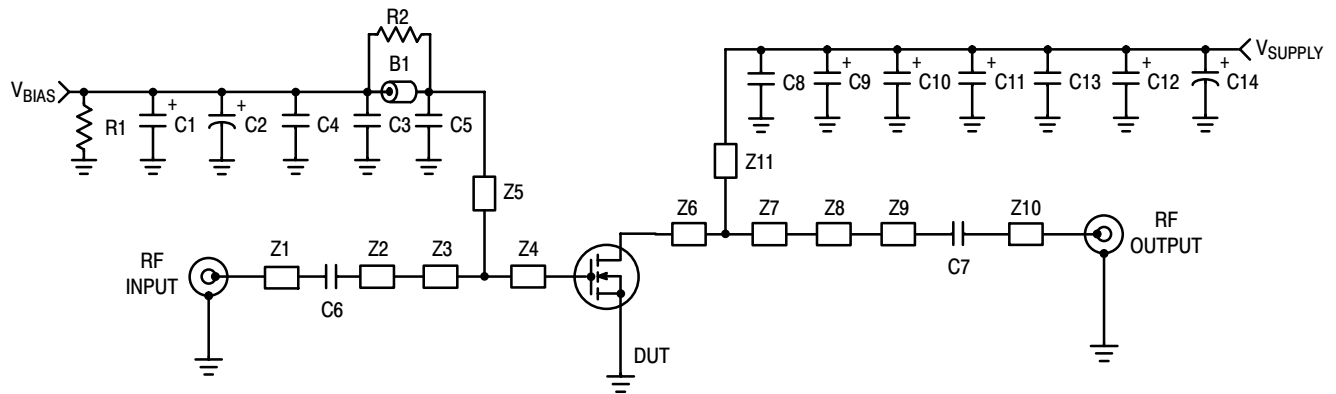 R2
B1
V_BIAS
R1
+
C1
+
C2
C4
C3
C5
Z5
RF
INPUT
Z1
C6
Z2
Z3
Z4
DUT
V_SUPPLY
C8
+
C9
+
C10
+
C11
C13
+
C12
+
C14
Z11
Z6
Z7
Z8
Z9
C7
Z10
RF
OUTPUT